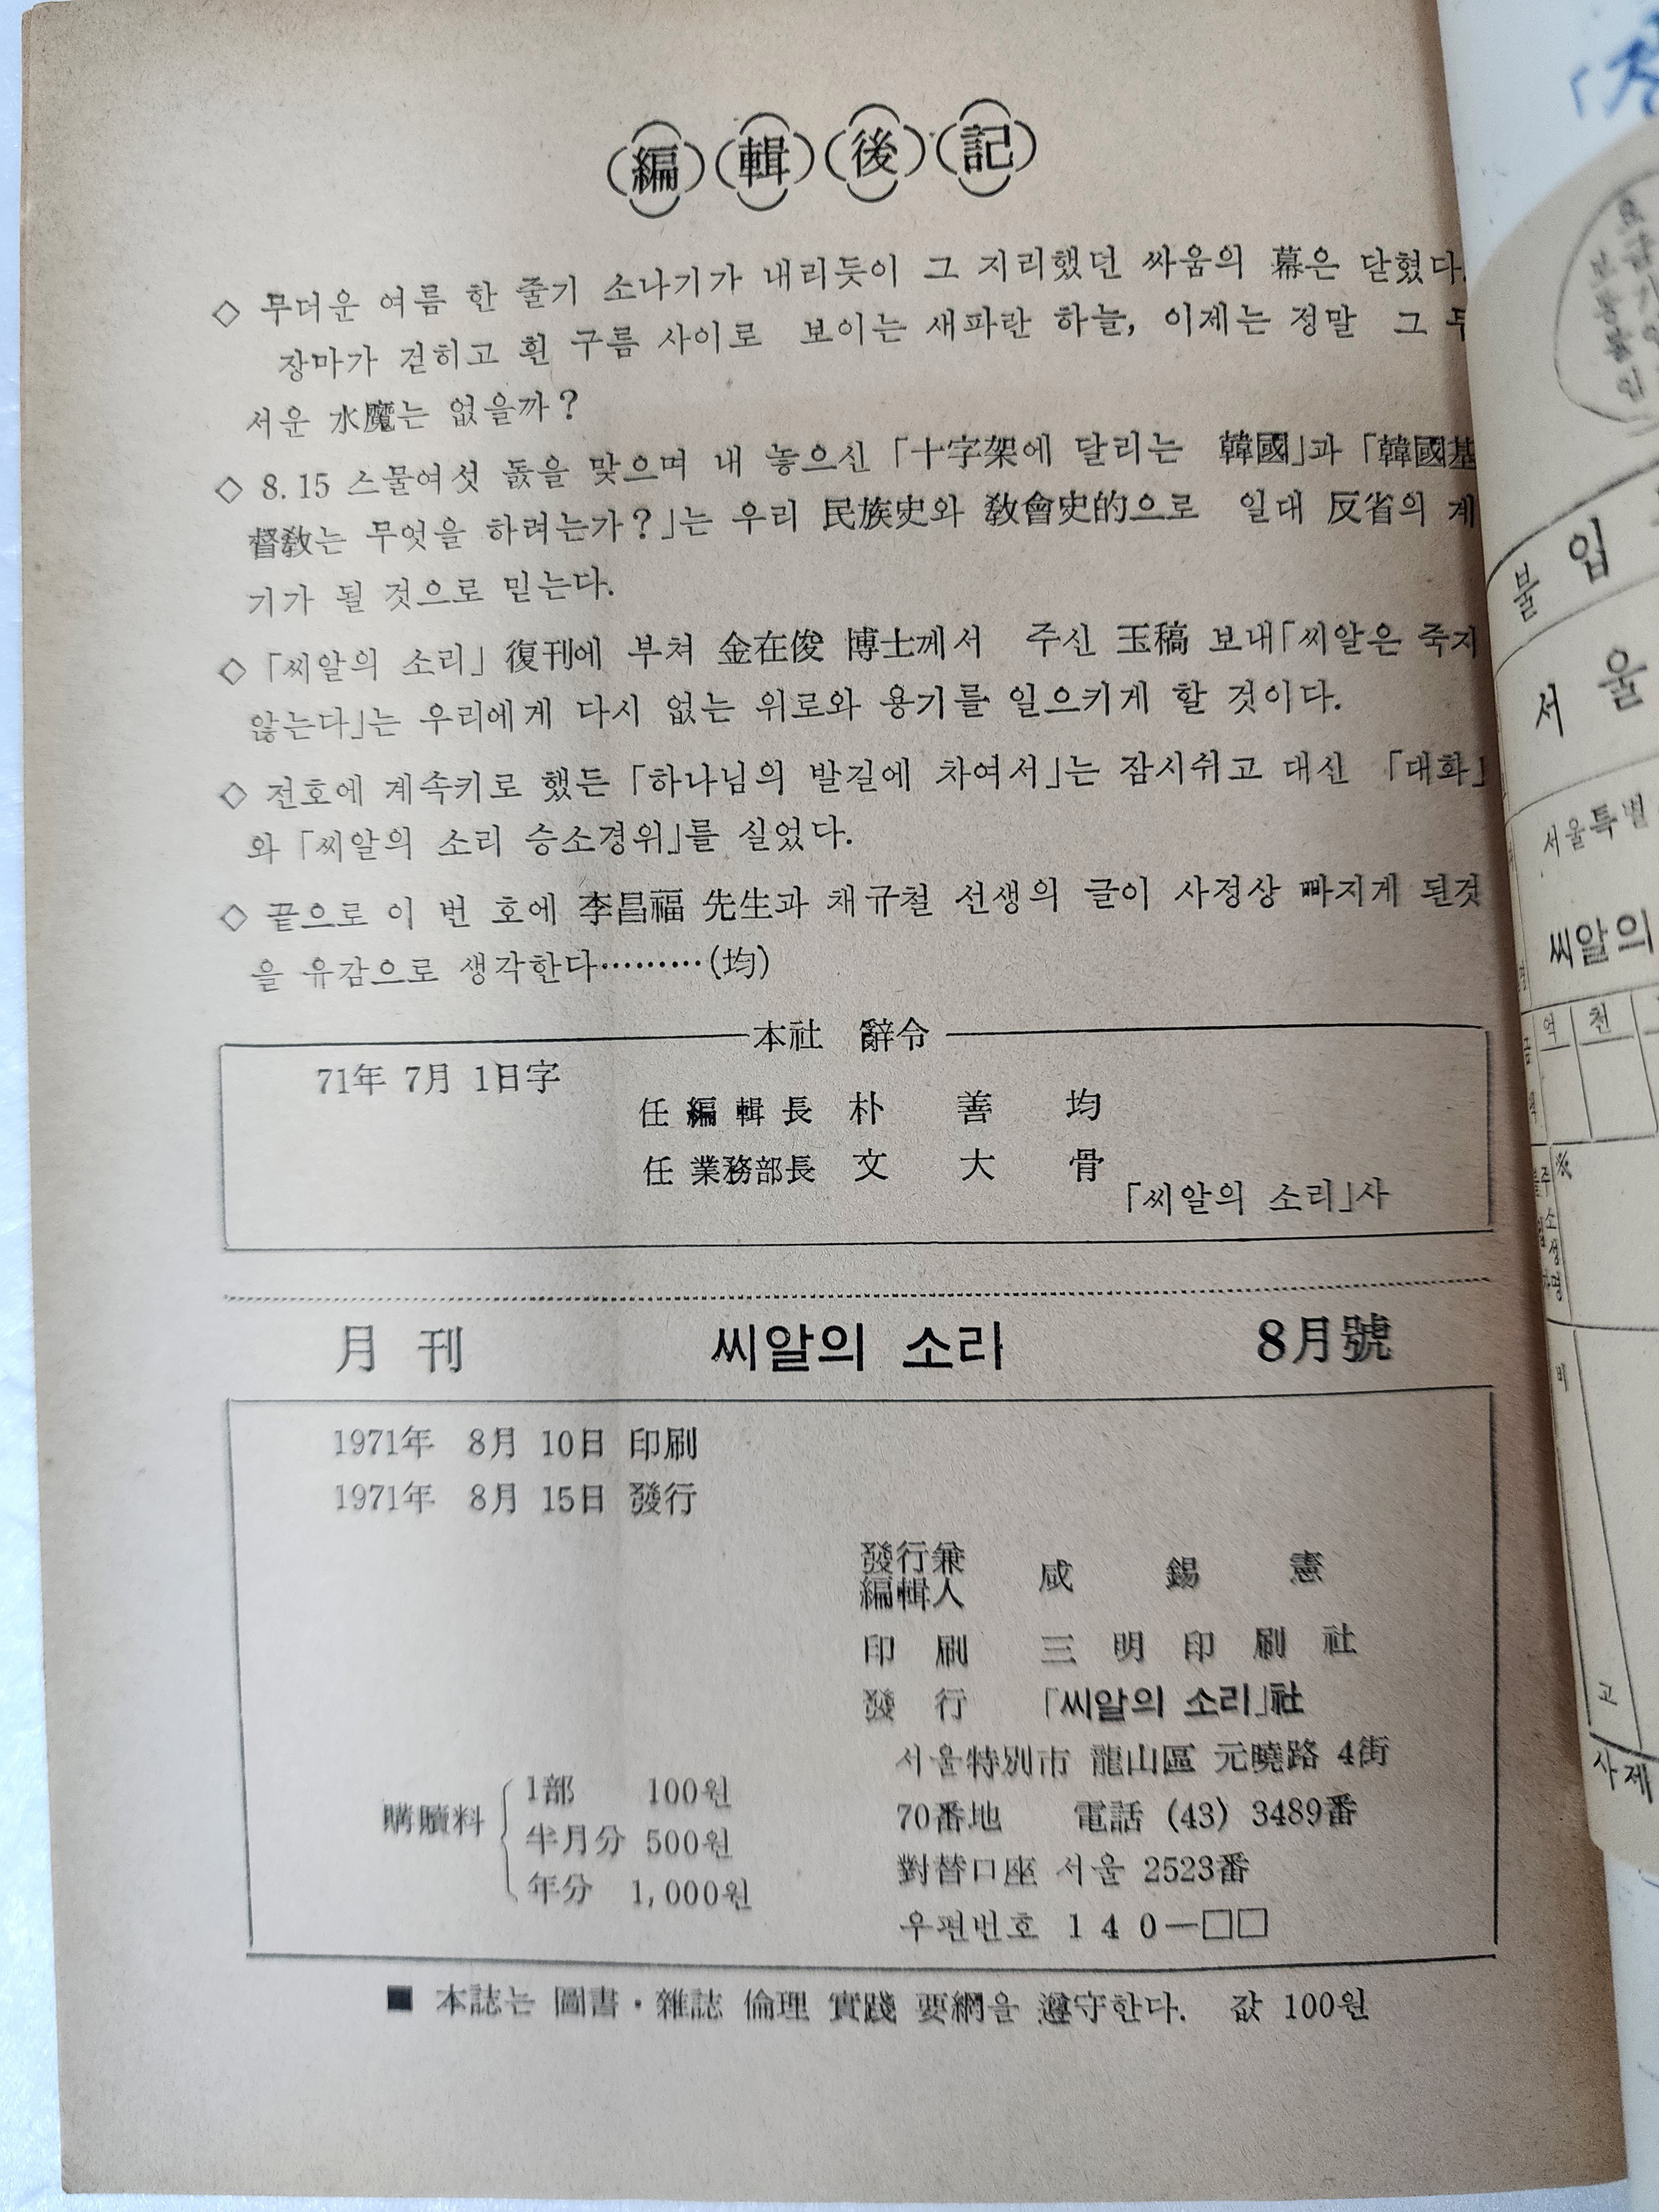 編輯後記
◇ 무더운 여름 한 줄기 소나기가 내리듯이 그 지리했던 싸움의 幕은 닫혔다.
장마가 걷히고 흰 구름 사이로 보이는 새파란 하늘, 이제는 정말 그 무
서운 水魔는 없을까?
◇ 8.15 스물여섯 돐을 맞으며 내 놓으신 「十字架에 달리는 韓國」과 「韓國基
督敎는 무엇을 하려는가?」는 우리 民族史와 敎會史的으로 일대 反省의 계
기가 될 것으로 믿는다.
◇ 「씨알의 소리」 復刊에 부쳐 金在俊 博士께서 주신 玉稿 보내「씨알은 죽지
않는다」는 우리에게 다시 없는 위로와 용기를 일으키게 할 것이다.
◇ 전호에 계속키로 했든 「하나님의 발길에 차여서」는 잠시쉬고 대신 「대화」
와 「씨알의 소리 승소경위」를 실었다.
◇ 끝으로 이 번 호에 李昌福 先生과 채규철 선생의 글이 사정상 빠지게 된것
을 유감으로 생각한다………(均)
本社 辭令
71年 7月 1日字
任 編輯長 朴善均
任 業務部長 文大骨
「씨알의 소리」사
月刊 씨알의 소리 8月號
1971年 8月 10日 印刷
1971年 8月 15日 發行
發行兼
編輯人 咸錫憲
印刷 三明印刷社
發行 「씨알의 소리」社
서울特別市 龍山區 元曉路 4街
70番地 電話 (43) 3489番
對替口座 서울 2523番
우편번호 140—□□
購贖料
1部 100원
半月分 500원
年分 1,000원
■ 本誌는 圖書·雜誌 倫理 實踐 要綱을 遵守한다. 값 100원
불입
서울
서울특별
씨알의
억 천
비
고
사제